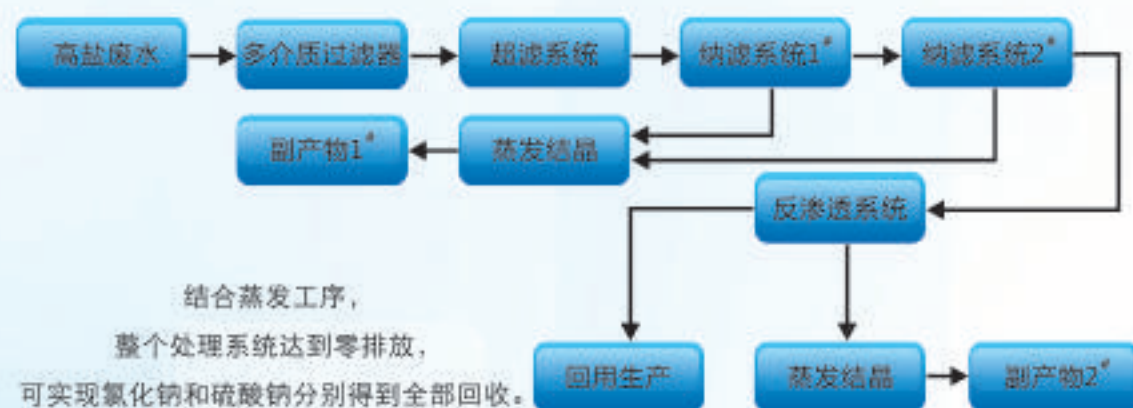 高盐废水
多介质过滤器
超滤系统
纳滤系统1#
纳滤系统2#
副产物1#
蒸发结晶
反渗透系统
结合蒸发工序，
整个处理系统达到零排放，
可实现氯化钠和硫酸钠分别得到全部回收。
回用生产
蒸发结晶
副产物2#